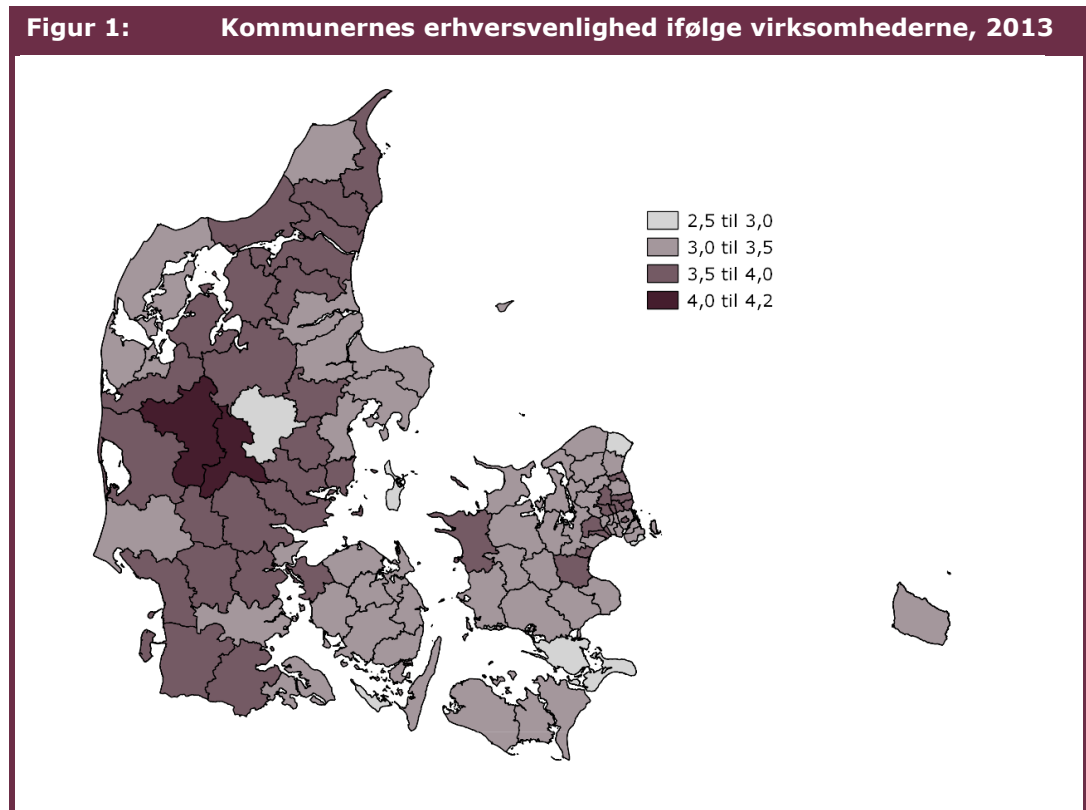 Figur 1: Kommunernes erhversvenlighed ifølge virksomhederne, 2013
2,5 til 3,0
3,0 til 3,5
3,5 til 4,0
4,0 til 4,2